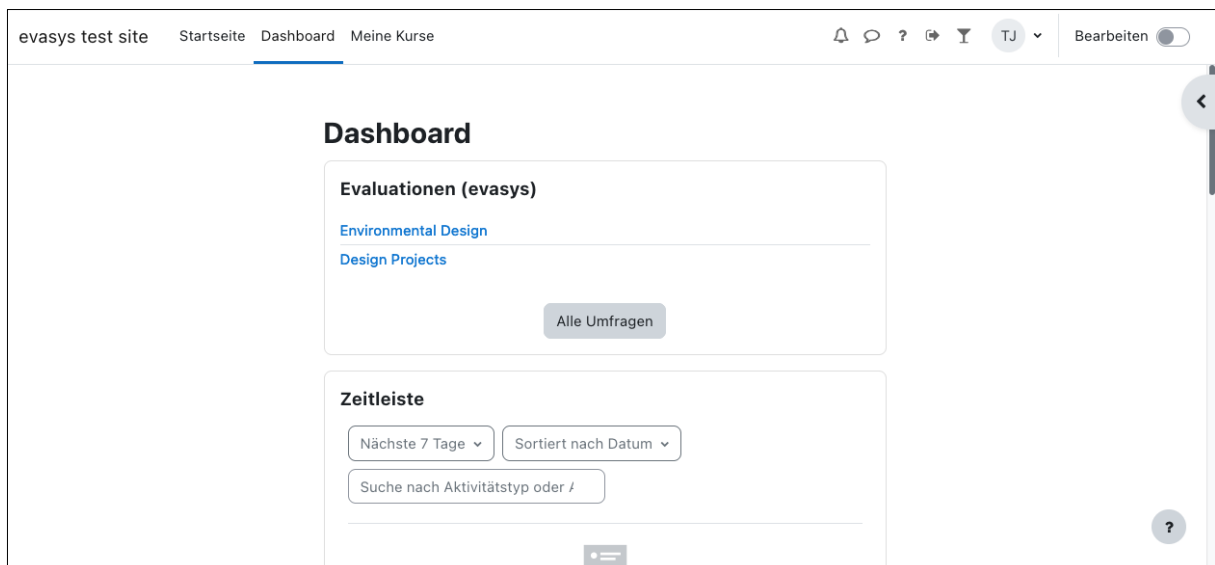 evasys test site Startseite Dashboard Meine Kurse ? TJ Bearbeiten
Dashboard
Evaluationen (evasys)
Environmental Design
Design Projects
Alle Umfragen
Zeitleiste
Nächste 7 Tage Sortiert nach Datum
Suche nach Aktivitätstyp oder
?